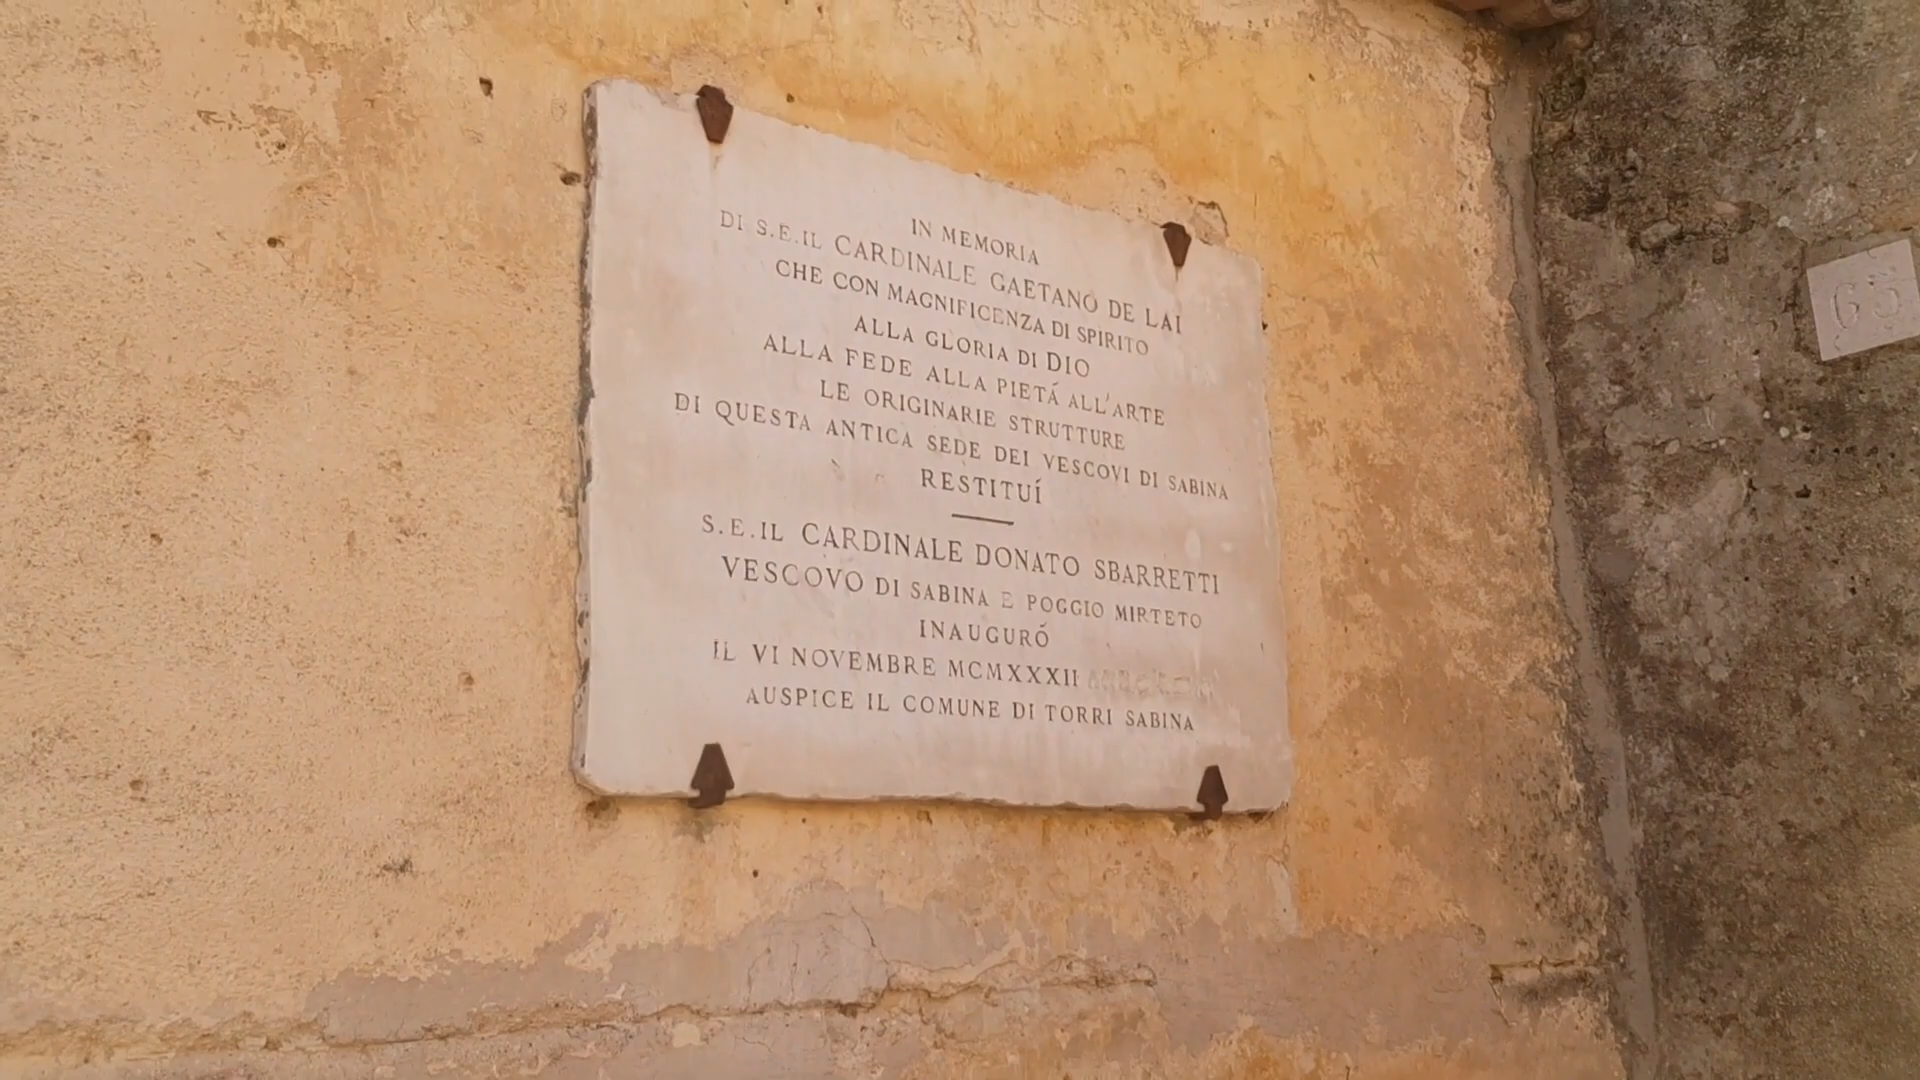 IN MEMORIA
DI S.E.IL CARDINALE GAETANO DE LAI
CHE CON MAGNIFICENZA DI SPIRITO
ALLA GLORIA DI DIO
ALLA FEDE ALLA PIETÁ ALL'ARTE
LE ORIGINARIE STRUTTURE
DI QUESTA ANTICA SEDE DEI VESCOVI DI SABINA
RESTITUÍ
S.E.IL CARDINALE DONATO SBARRETTI
VESCOVO DI SABINA E POGGIO MIRTETO
INAUGURÓ
IL VI NOVEMBRE MCMXXXII
AUSPICE IL COMUNE DI TORRI SABINA
65